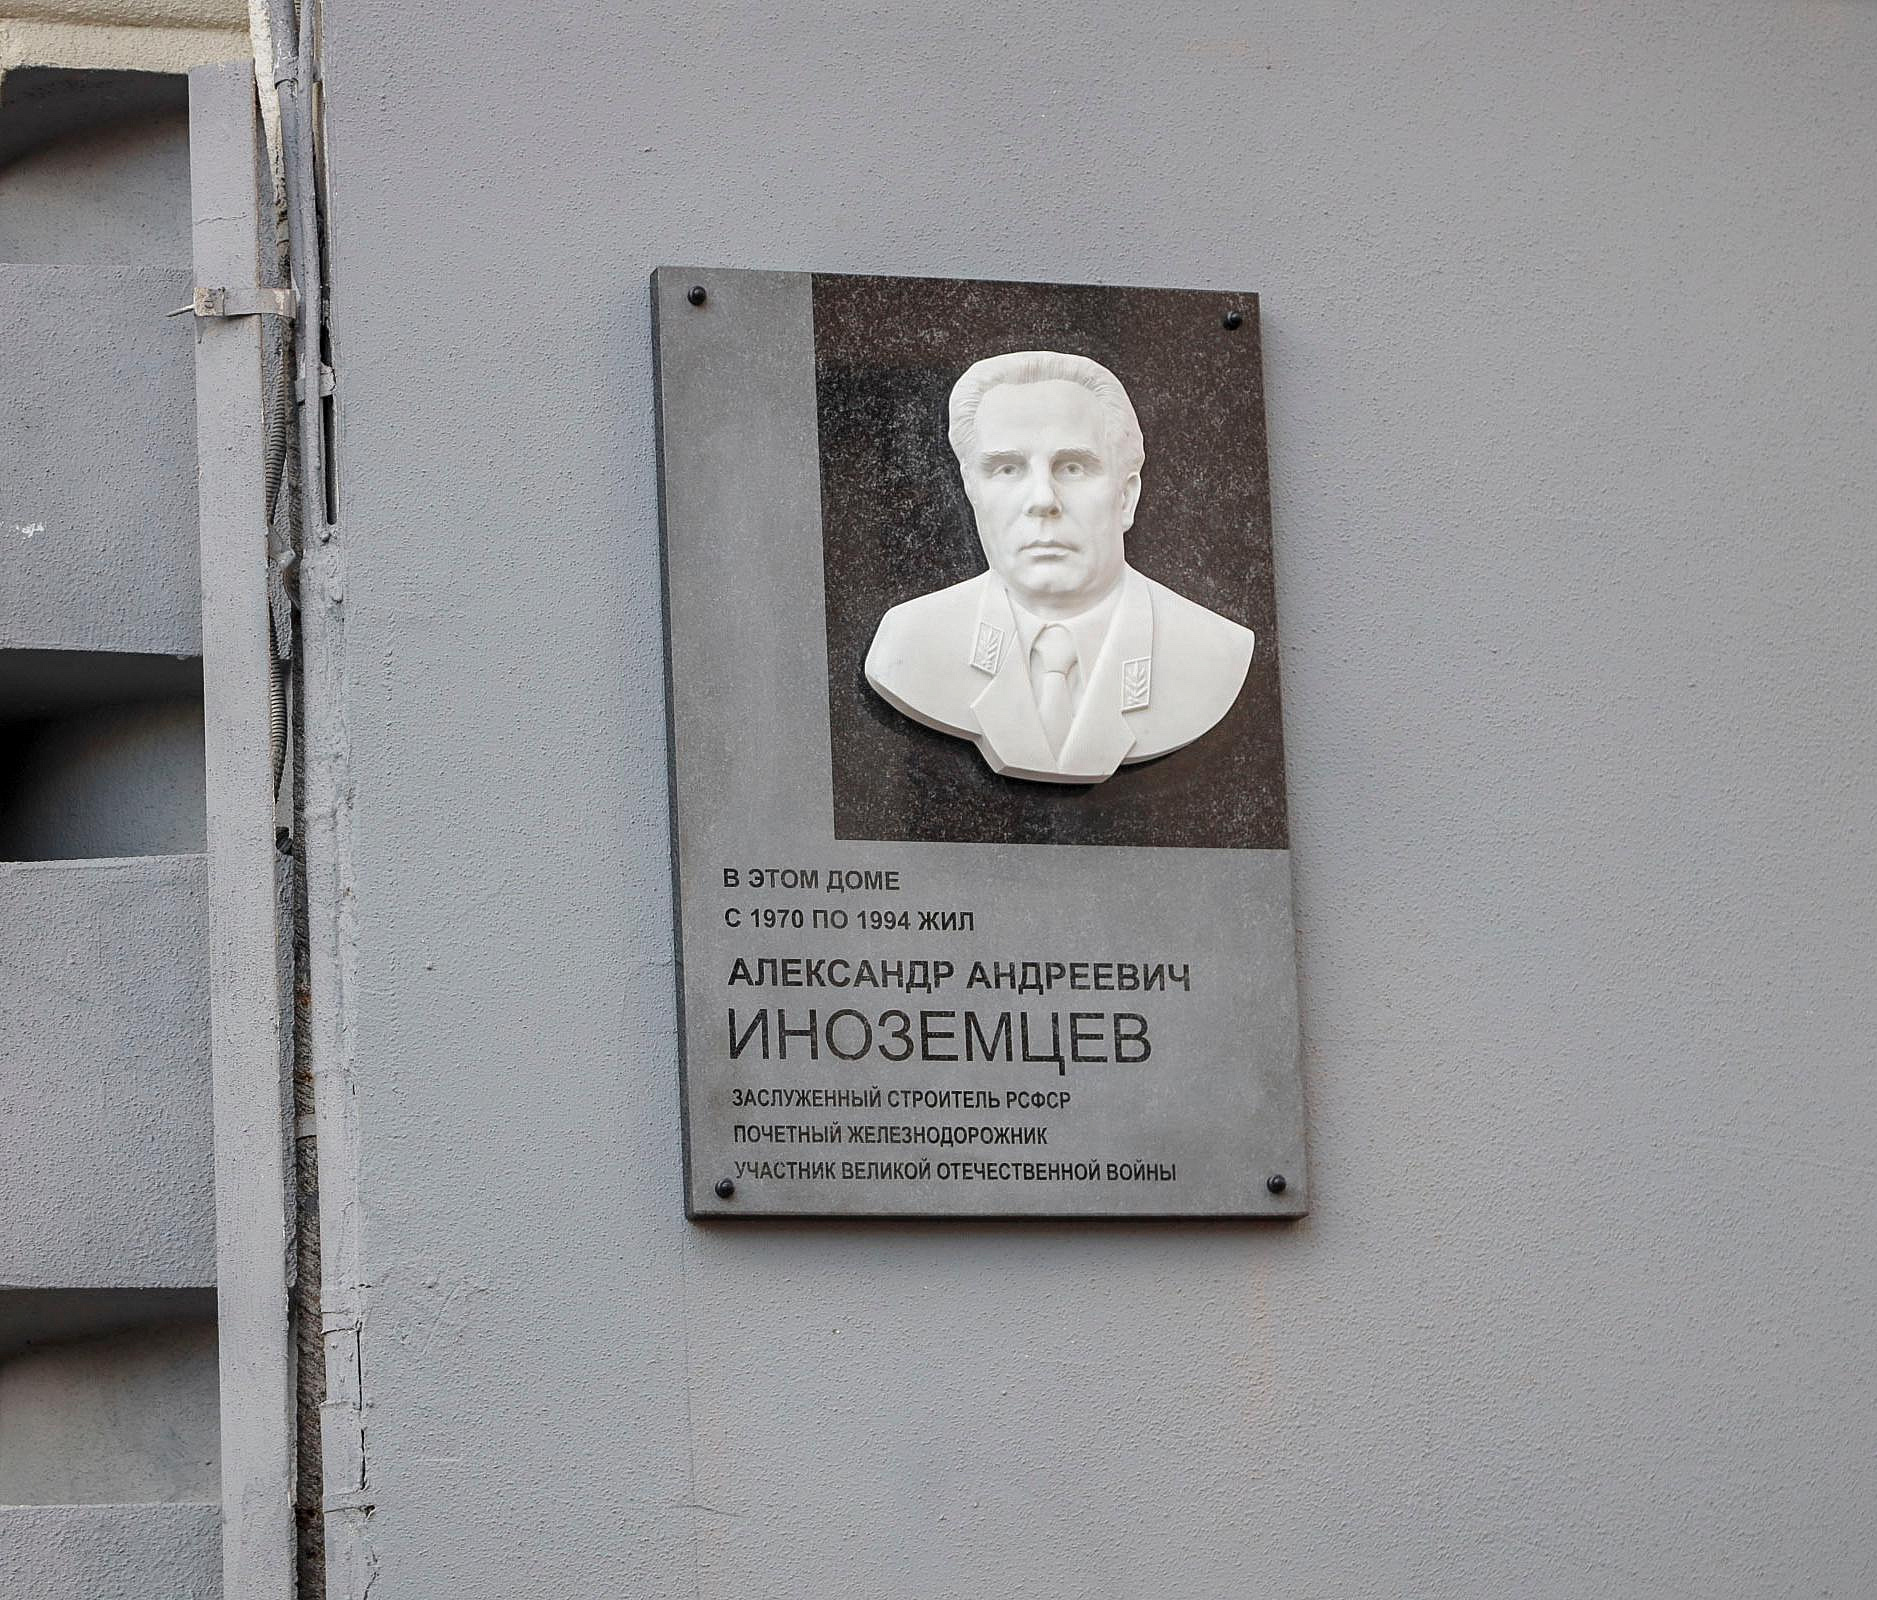 В ЭТОМ ДОМЕ
С 1970 ПО 1994 ЖИЛ
АЛЕКСАНДР АНДРЕЕВИЧ
ИНОЗЕМЦЕВ
ЗАСЛУЖЕННЫЙ СТРОИТЕЛЬ РСФСР
ПОЧЕТНЫЙ ЖЕЛЕЗНОДОРОЖНИК
УЧАСТНИК ВЕЛИКОЙ ОТЕЧЕСТВЕННОЙ ВОЙНЫ